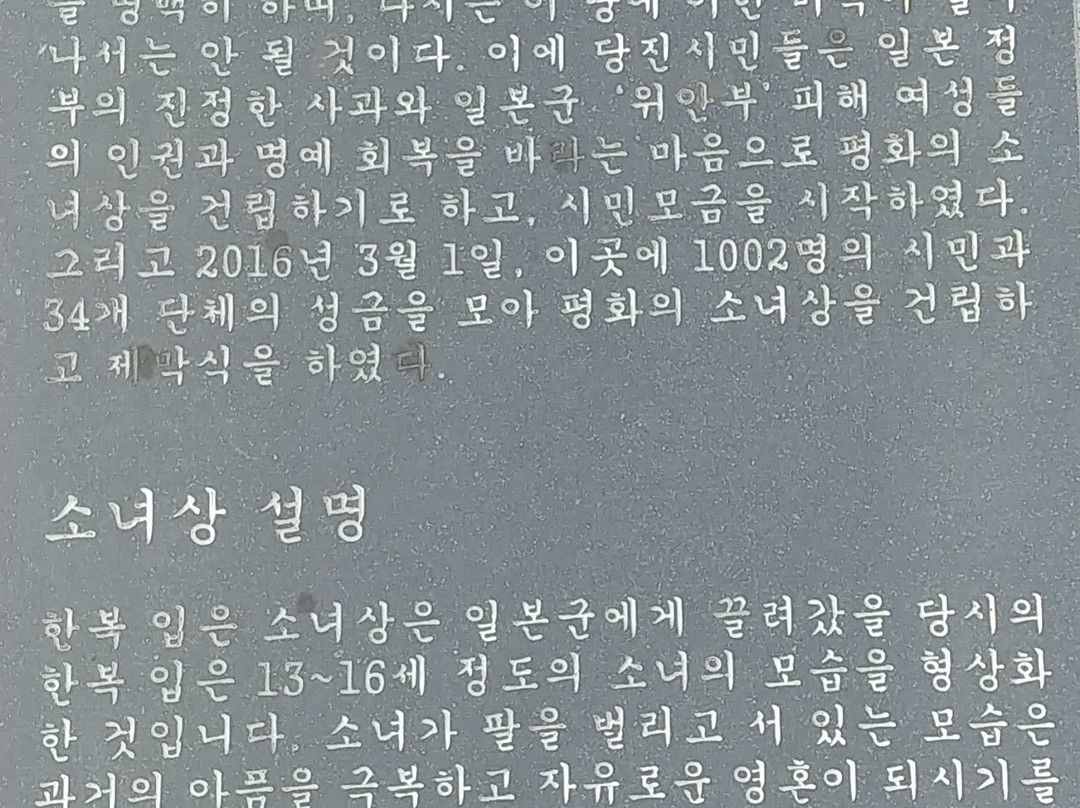 나서는 안 될 것이다. 이에 당진시민들은 일본 정
부의 진정한 사과와 일본군 '위안부' 피해 여성들
의 인권과 명예 회복을 바라는 마음으로 평화의 소
녀상을 건립하기로 하고, 시민모금을 시작하였다.
그리고 2016년 3월 1일, 이곳에 1002명의 시민과
34개 단체의 성금을 모아 평화의 소녀상을 건립하
고 제막식을 하였다.
소녀상 설명
한복 입은 소녀상은 일본군에게 끌려갔을 당시의
한복 입은 13~16세 정도의 소녀의 모습을 형상화
한 것입니다. 소녀가 팔을 벌리고 서 있는 모습은
과거의 아픔을 극복하고 자유로운 영혼이 되시기를